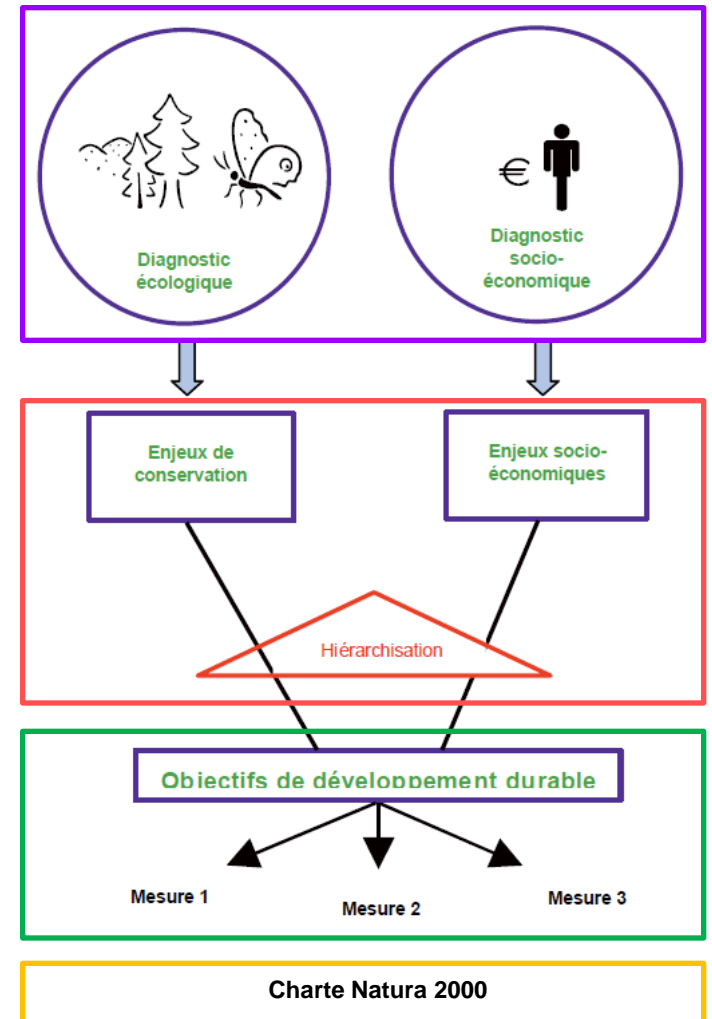 €
Diagnostic
écologique
Diagnostic
socio-
économique
Enjeux de
conservation
Enjeux socio-
économiques
Hiérarchisation
Objectifs de développement durable
Mesure 1
Mesure 2
Mesure 3
Charte Natura 2000